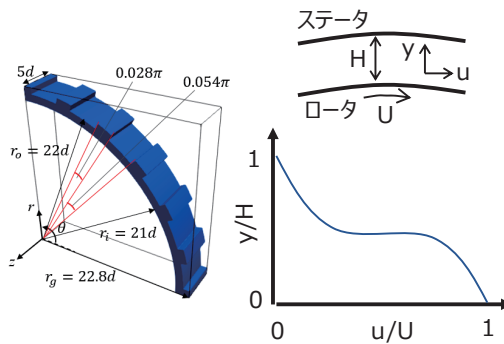 5d
0.028π
0.054π
r_o = 22d
r
θ
z
r_i = 21d
r_g = 22.8d
ステータ
H
y
u
ロータ
U
1
y/H
0
0
u/U
1